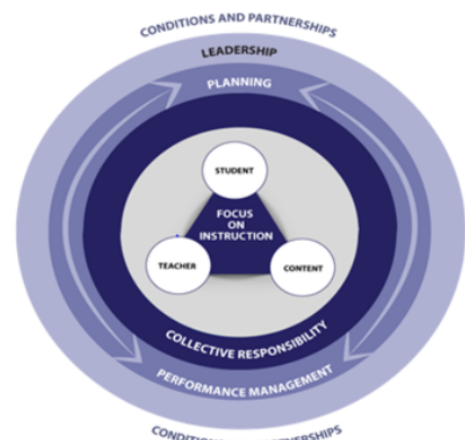 CONDITIONS AND PARTNERSHIPS
LEADERSHIP
PLANNING
STUDENT
FOCUS
ON
INSTRUCTION
TEACHER
CONTENT
COLLECTIVE RESPONSIBILITY
PERFORMANCE MANAGEMENT